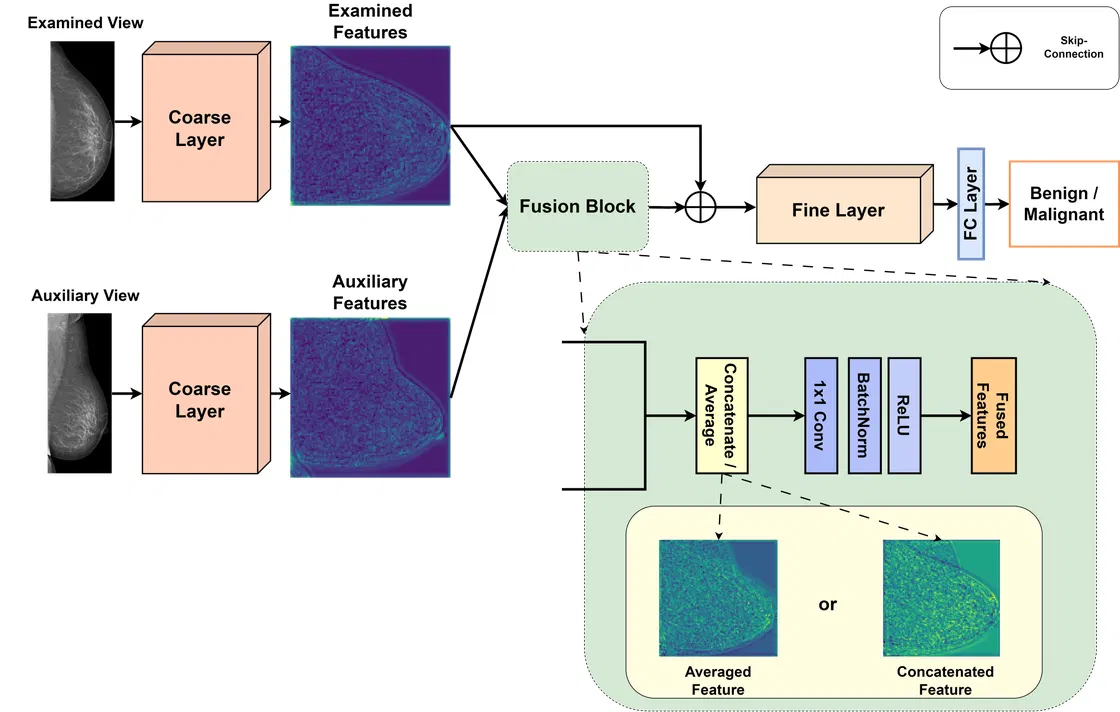 Examined View
Coarse
Layer
Examined
Features
Skip-
Connection
Fusion Block
Fine Layer
FC Layer
Benign /
Malignant
Auxiliary View
Coarse
Layer
Auxiliary
Features
Concatenate /
Average
1x1 Conv
BatchNorm
ReLU
Fused
Features
Averaged
Feature
or
Concatenated
Feature